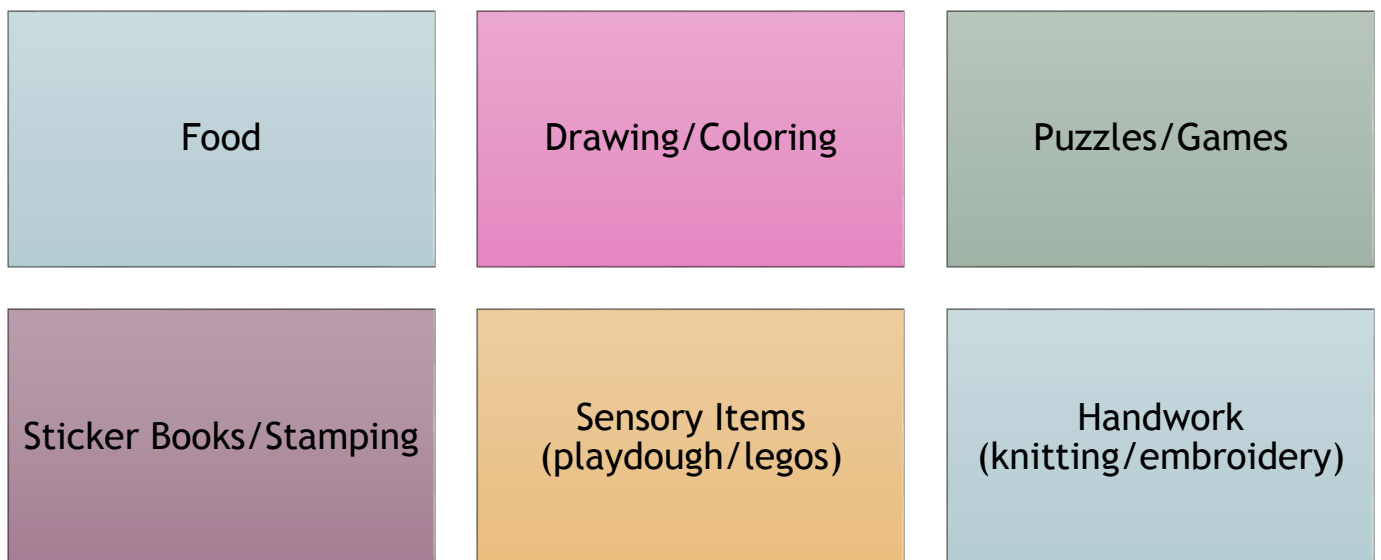 Food
Drawing/Coloring
Puzzles/Games
Sticker Books/Stamping
Sensory Items
(playdough/legos)
Handwork
(knitting/embroidery)